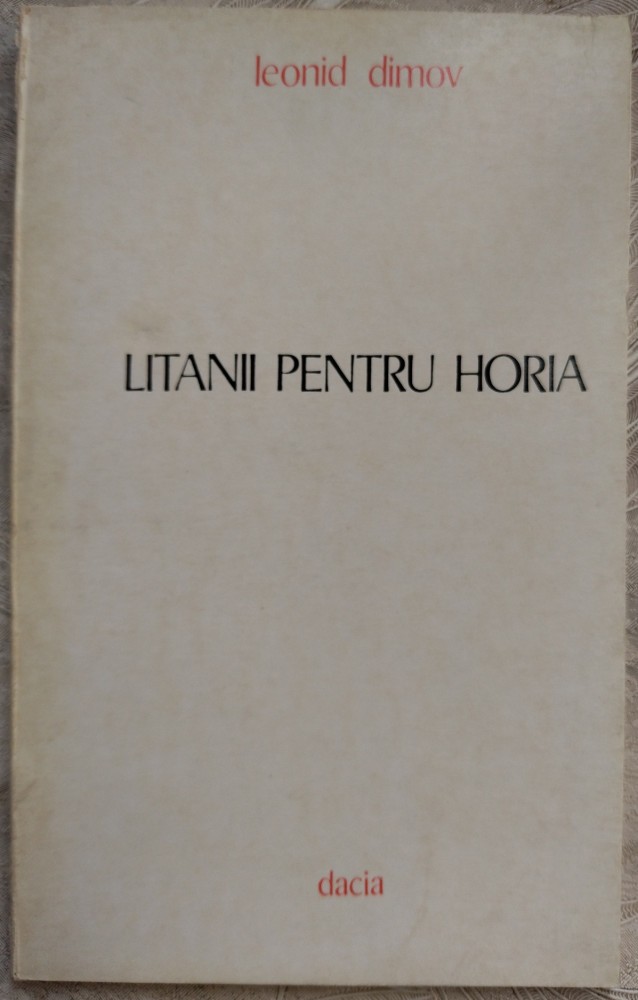 leonid dimov
LITANII PENTRU HORIA
dacia